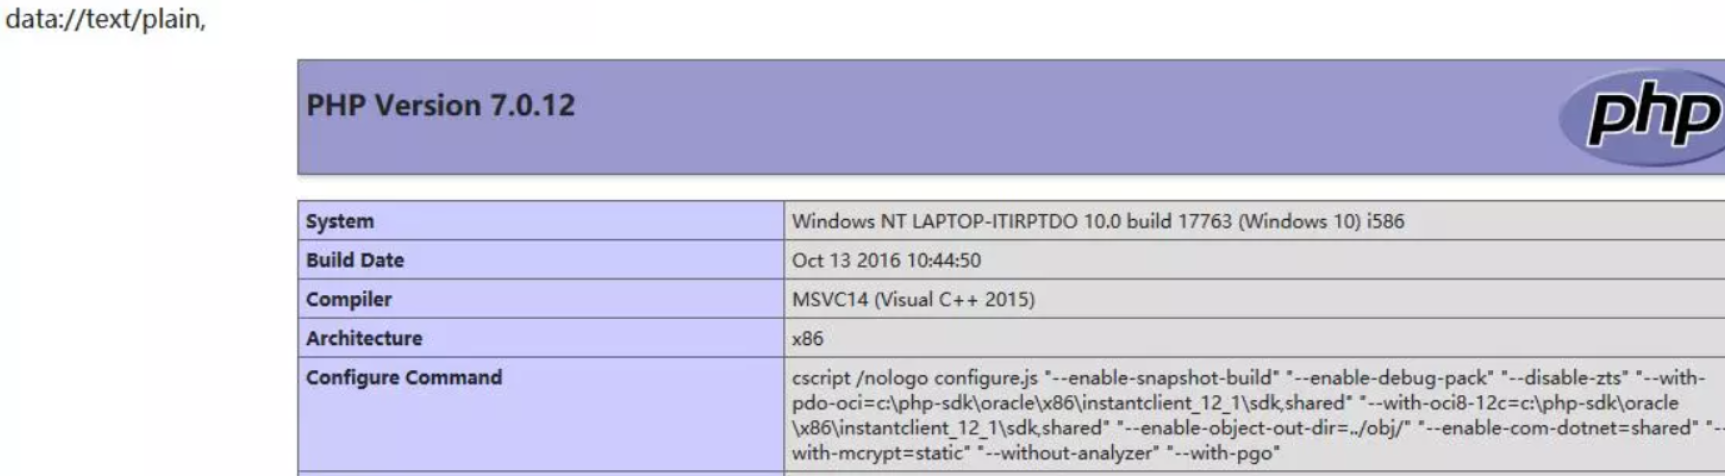 data://text/plain,
PHP Version 7.0.12
php
System Windows NT LAPTOP-ITIRPTDO 10.0 build 17763 (Windows 10) i586
Build Date Oct 13 2016 10:44:50
Compiler MSVC14 (Visual C++ 2015)
Architecture x86
Configure Command cscript /nologo configure.js "--enable-snapshot-build" "--enable-debug-pack" "--disable-zts" "--with-
pdo-oci=c:\php-sdk\oracle\x86\instantclient_12_1\sdk,shared" "--with-oci8-12c=c:\php-sdk\oracle
\x86\instantclient_12_1\sdk,shared" "--enable-object-out-dir=../obj/" "--enable-com-dotnet=shared" "--
with-mcrypt=static" "--without-analyzer" "--with-pgo"